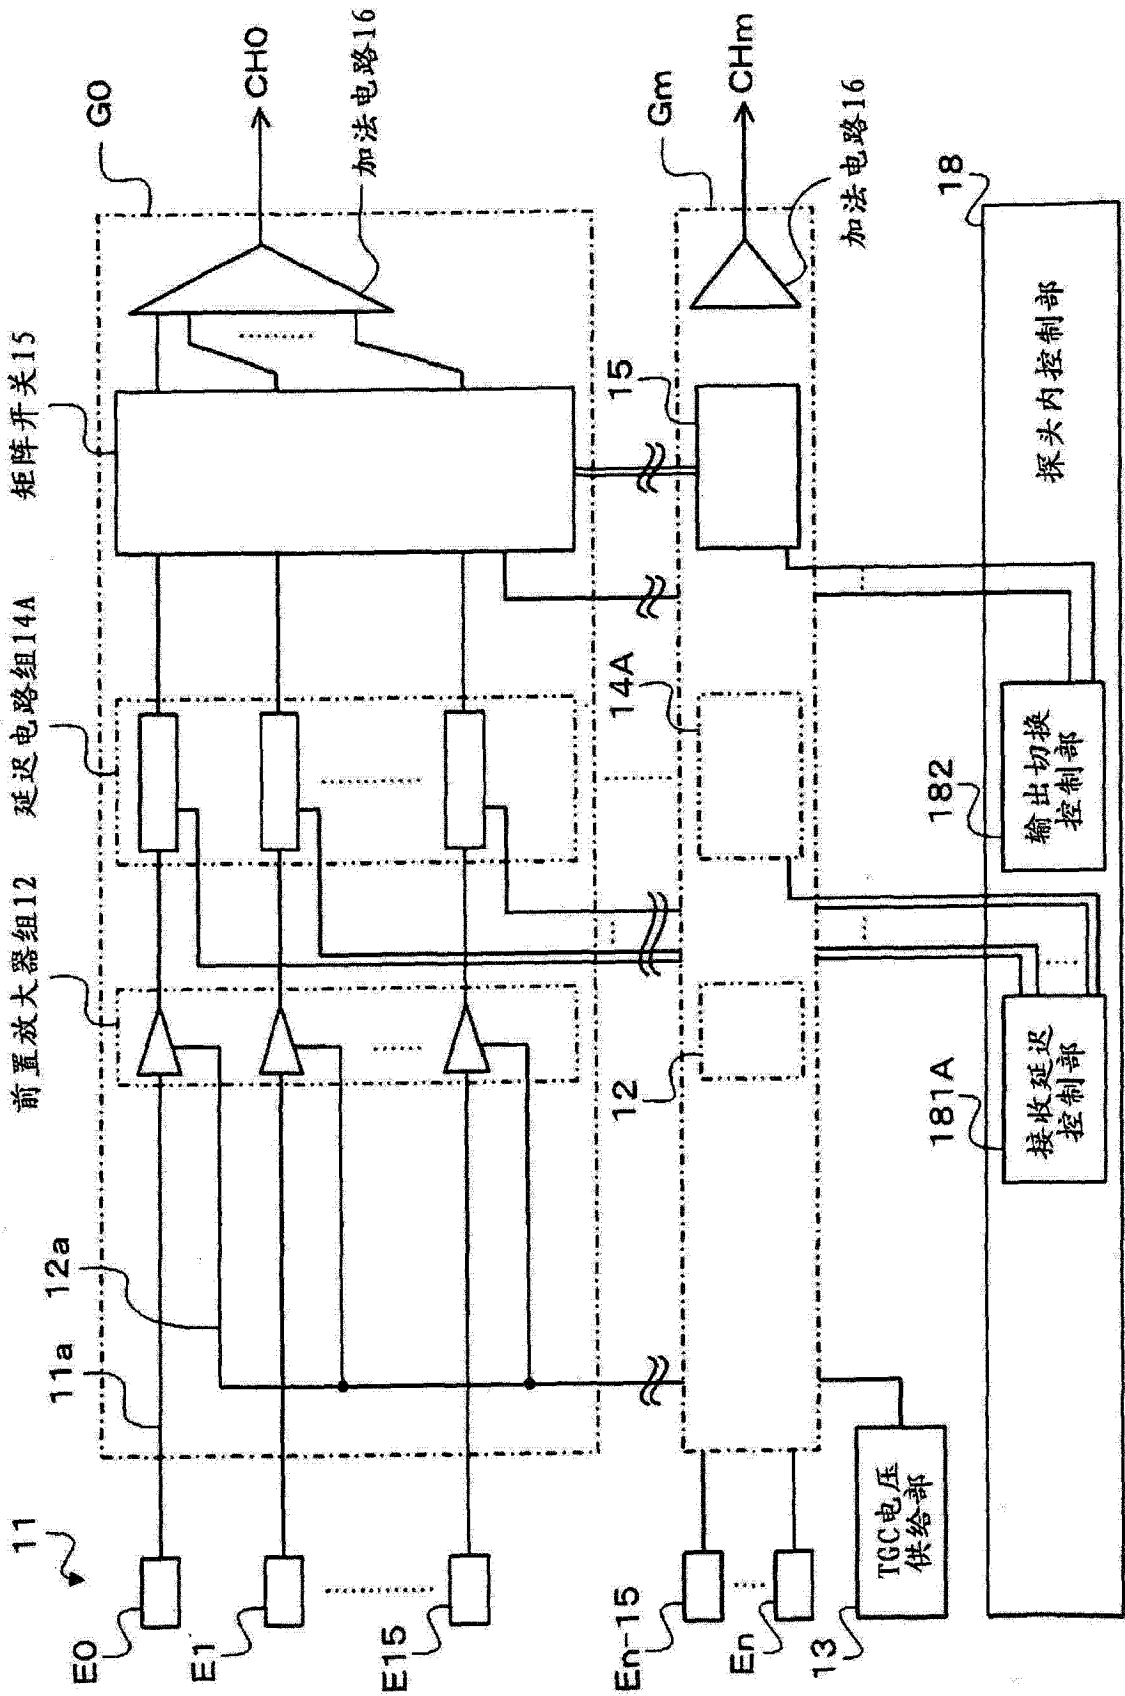 前置放大器组12
延迟电路组14A
矩阵开关15
11
11a
12a
G0
CH0
加法电路16
E0
E1
E15
12
14A
15
Gm
CHm
加法电路16
En-15
En
13
TGC电压
供给部
181A
接收延迟
控制部
182
输出切换
控制部
18
探头内控制部